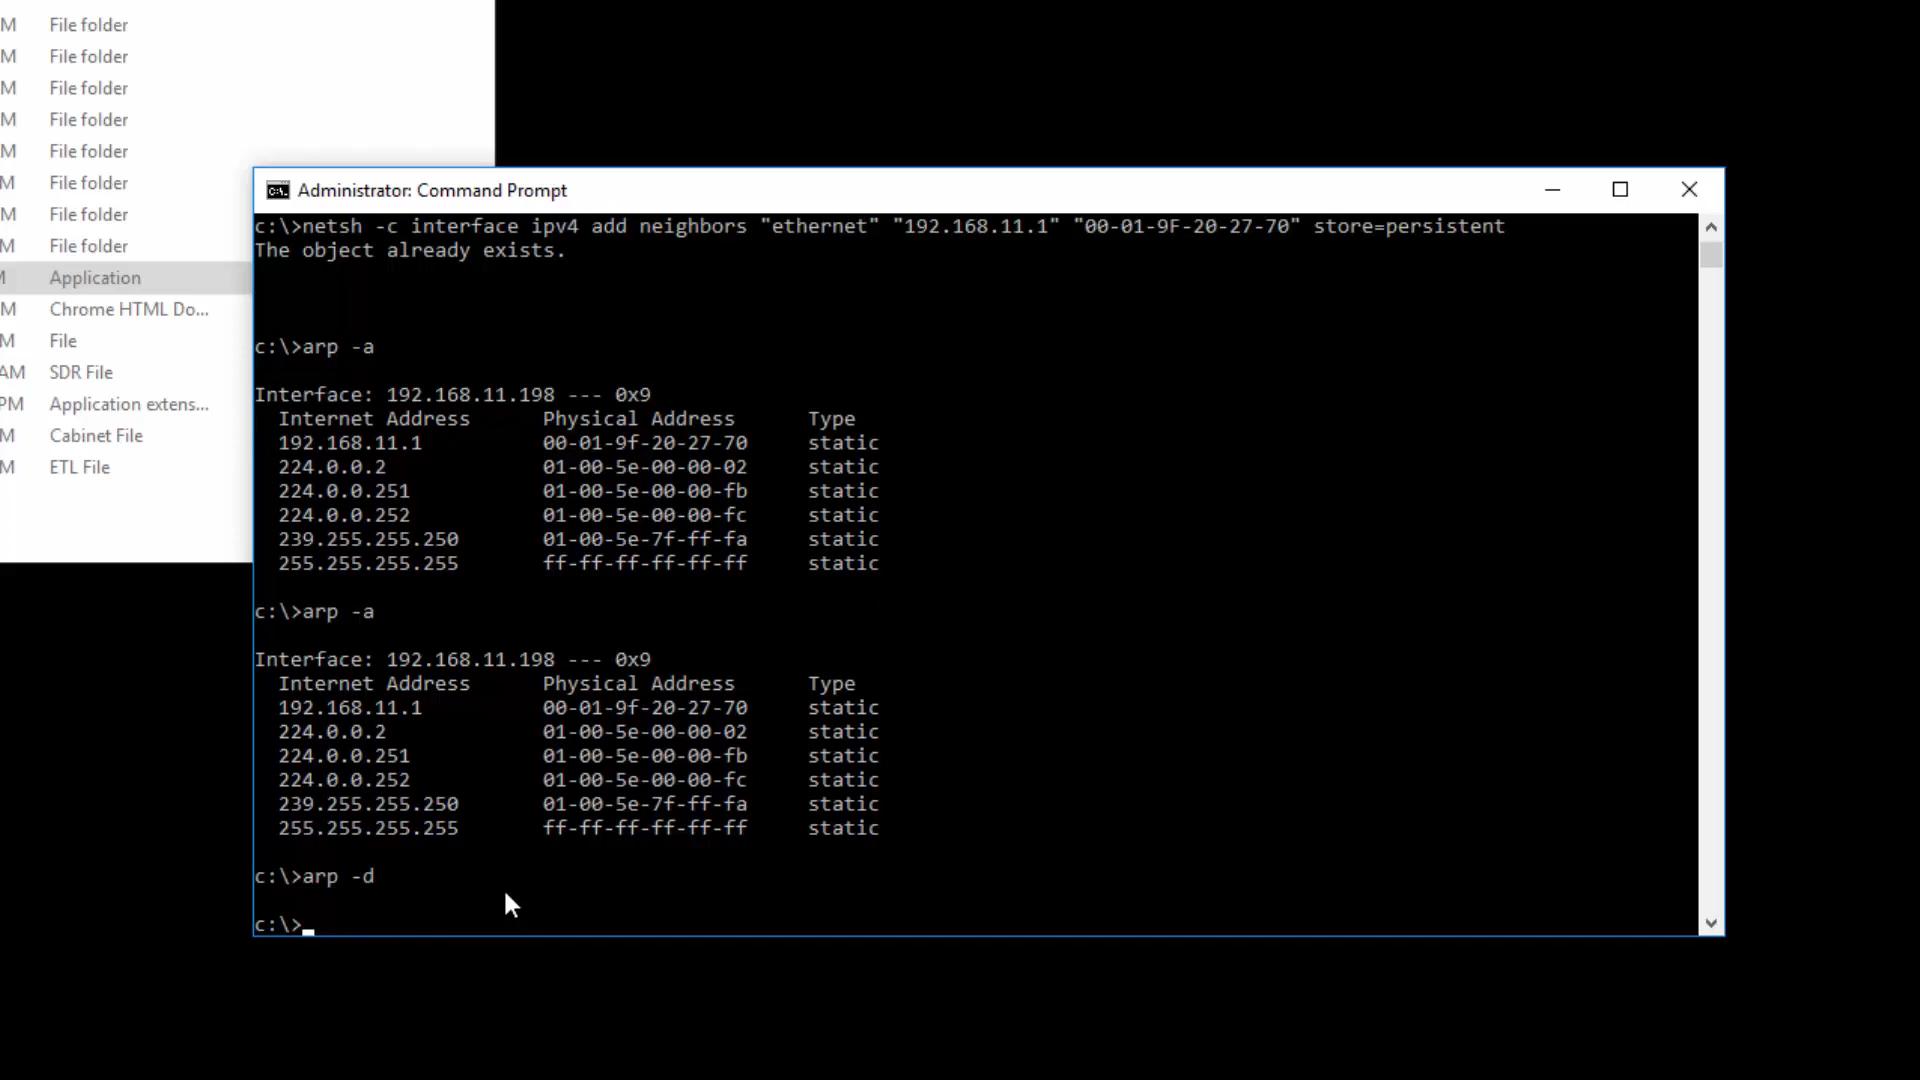 M File folder
M File folder
M File folder
M File folder
M File folder
M File folder
M File folder
M File folder
M Application
M Chrome HTML Do...
M File
AM SDR File
PM Application extens...
M Cabinet File
M ETL File
Administrator: Command Prompt
c:\>netsh -c interface ipv4 add neighbors "ethernet" "192.168.11.1" "00-01-9F-20-27-70" store=persistent
The object already exists.
c:\>arp -a
Interface: 192.168.11.198 --- 0x9
Internet Address Physical Address Type
192.168.11.1 00-01-9f-20-27-70 static
224.0.0.2 01-00-5e-00-00-02 static
224.0.0.251 01-00-5e-00-00-fb static
224.0.0.252 01-00-5e-00-00-fc static
239.255.255.250 01-00-5e-7f-ff-fa static
255.255.255.255 ff-ff-ff-ff-ff-ff static
c:\>arp -a
Interface: 192.168.11.198 --- 0x9
Internet Address Physical Address Type
192.168.11.1 00-01-9f-20-27-70 static
224.0.0.2 01-00-5e-00-00-02 static
224.0.0.251 01-00-5e-00-00-fb static
224.0.0.252 01-00-5e-00-00-fc static
239.255.255.250 01-00-5e-7f-ff-fa static
255.255.255.255 ff-ff-ff-ff-ff-ff static
c:\>arp -d
c:\>